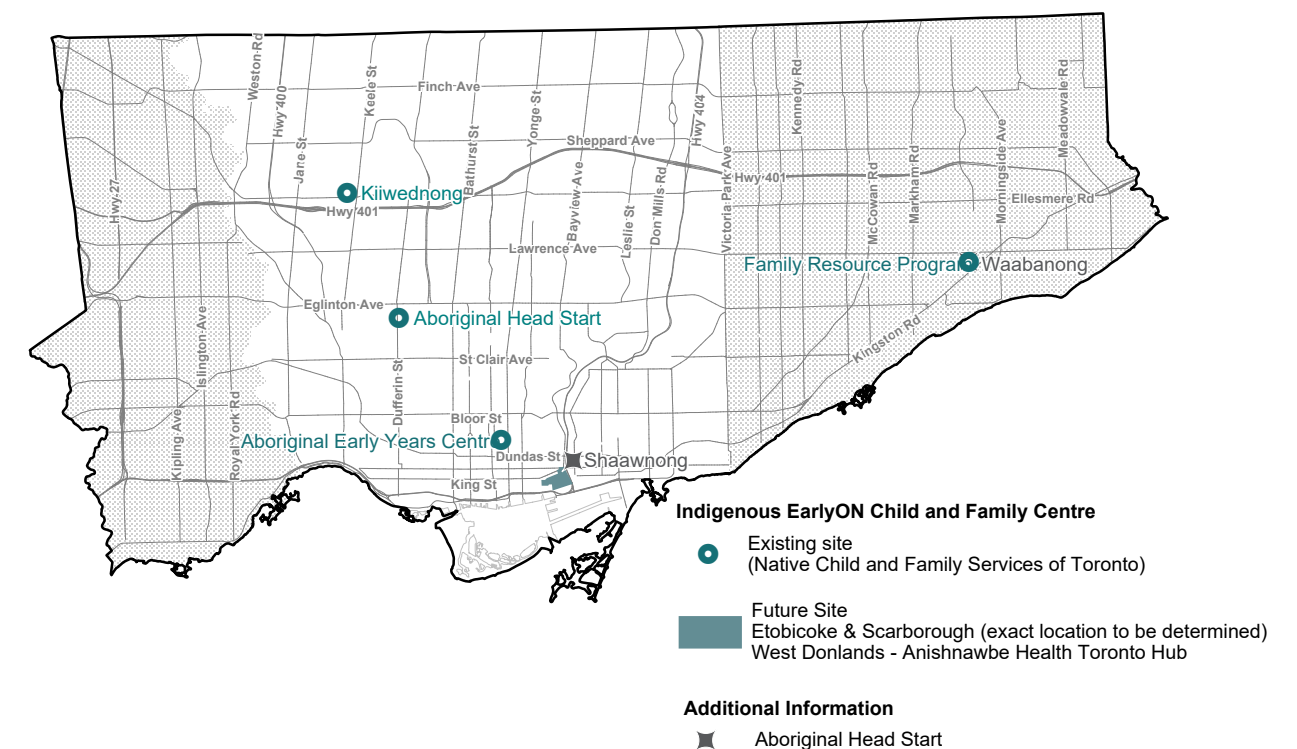 Weston Rd
Hwy 400
Keele St
Finch Ave
Yonge St
Hwy 404
Kennedy Rd
Meadowvale Rd
Jane St
Bathurst St
Sheppard Ave
Hwy 401
Victoria Park Ave
McCowan Rd
Markham Rd
Morningside Ave
Ellesmere Rd
Hwy 27
Kiiwednong
Hwy 401
Bayview Ave
Leslie St
Don Mills Rd
Lawrence Ave
Family Resource Program
Waabanong
Eglinton Ave
Aboriginal Head Start
Islington Ave
Kingston Rd
St Clair Ave
Dufferin St
Royal York Rd
Kipling Ave
Bloor St
Aboriginal Early Years Centre
Dundas St
Shaawnong
King St
Indigenous EarlyON Child and Family Centre
Existing site
(Native Child and Family Services of Toronto)
Future Site
Etobicoke & Scarborough (exact location to be determined)
West Donlands - Anishnawbe Health Toronto Hub
Additional Information
Aboriginal Head Start